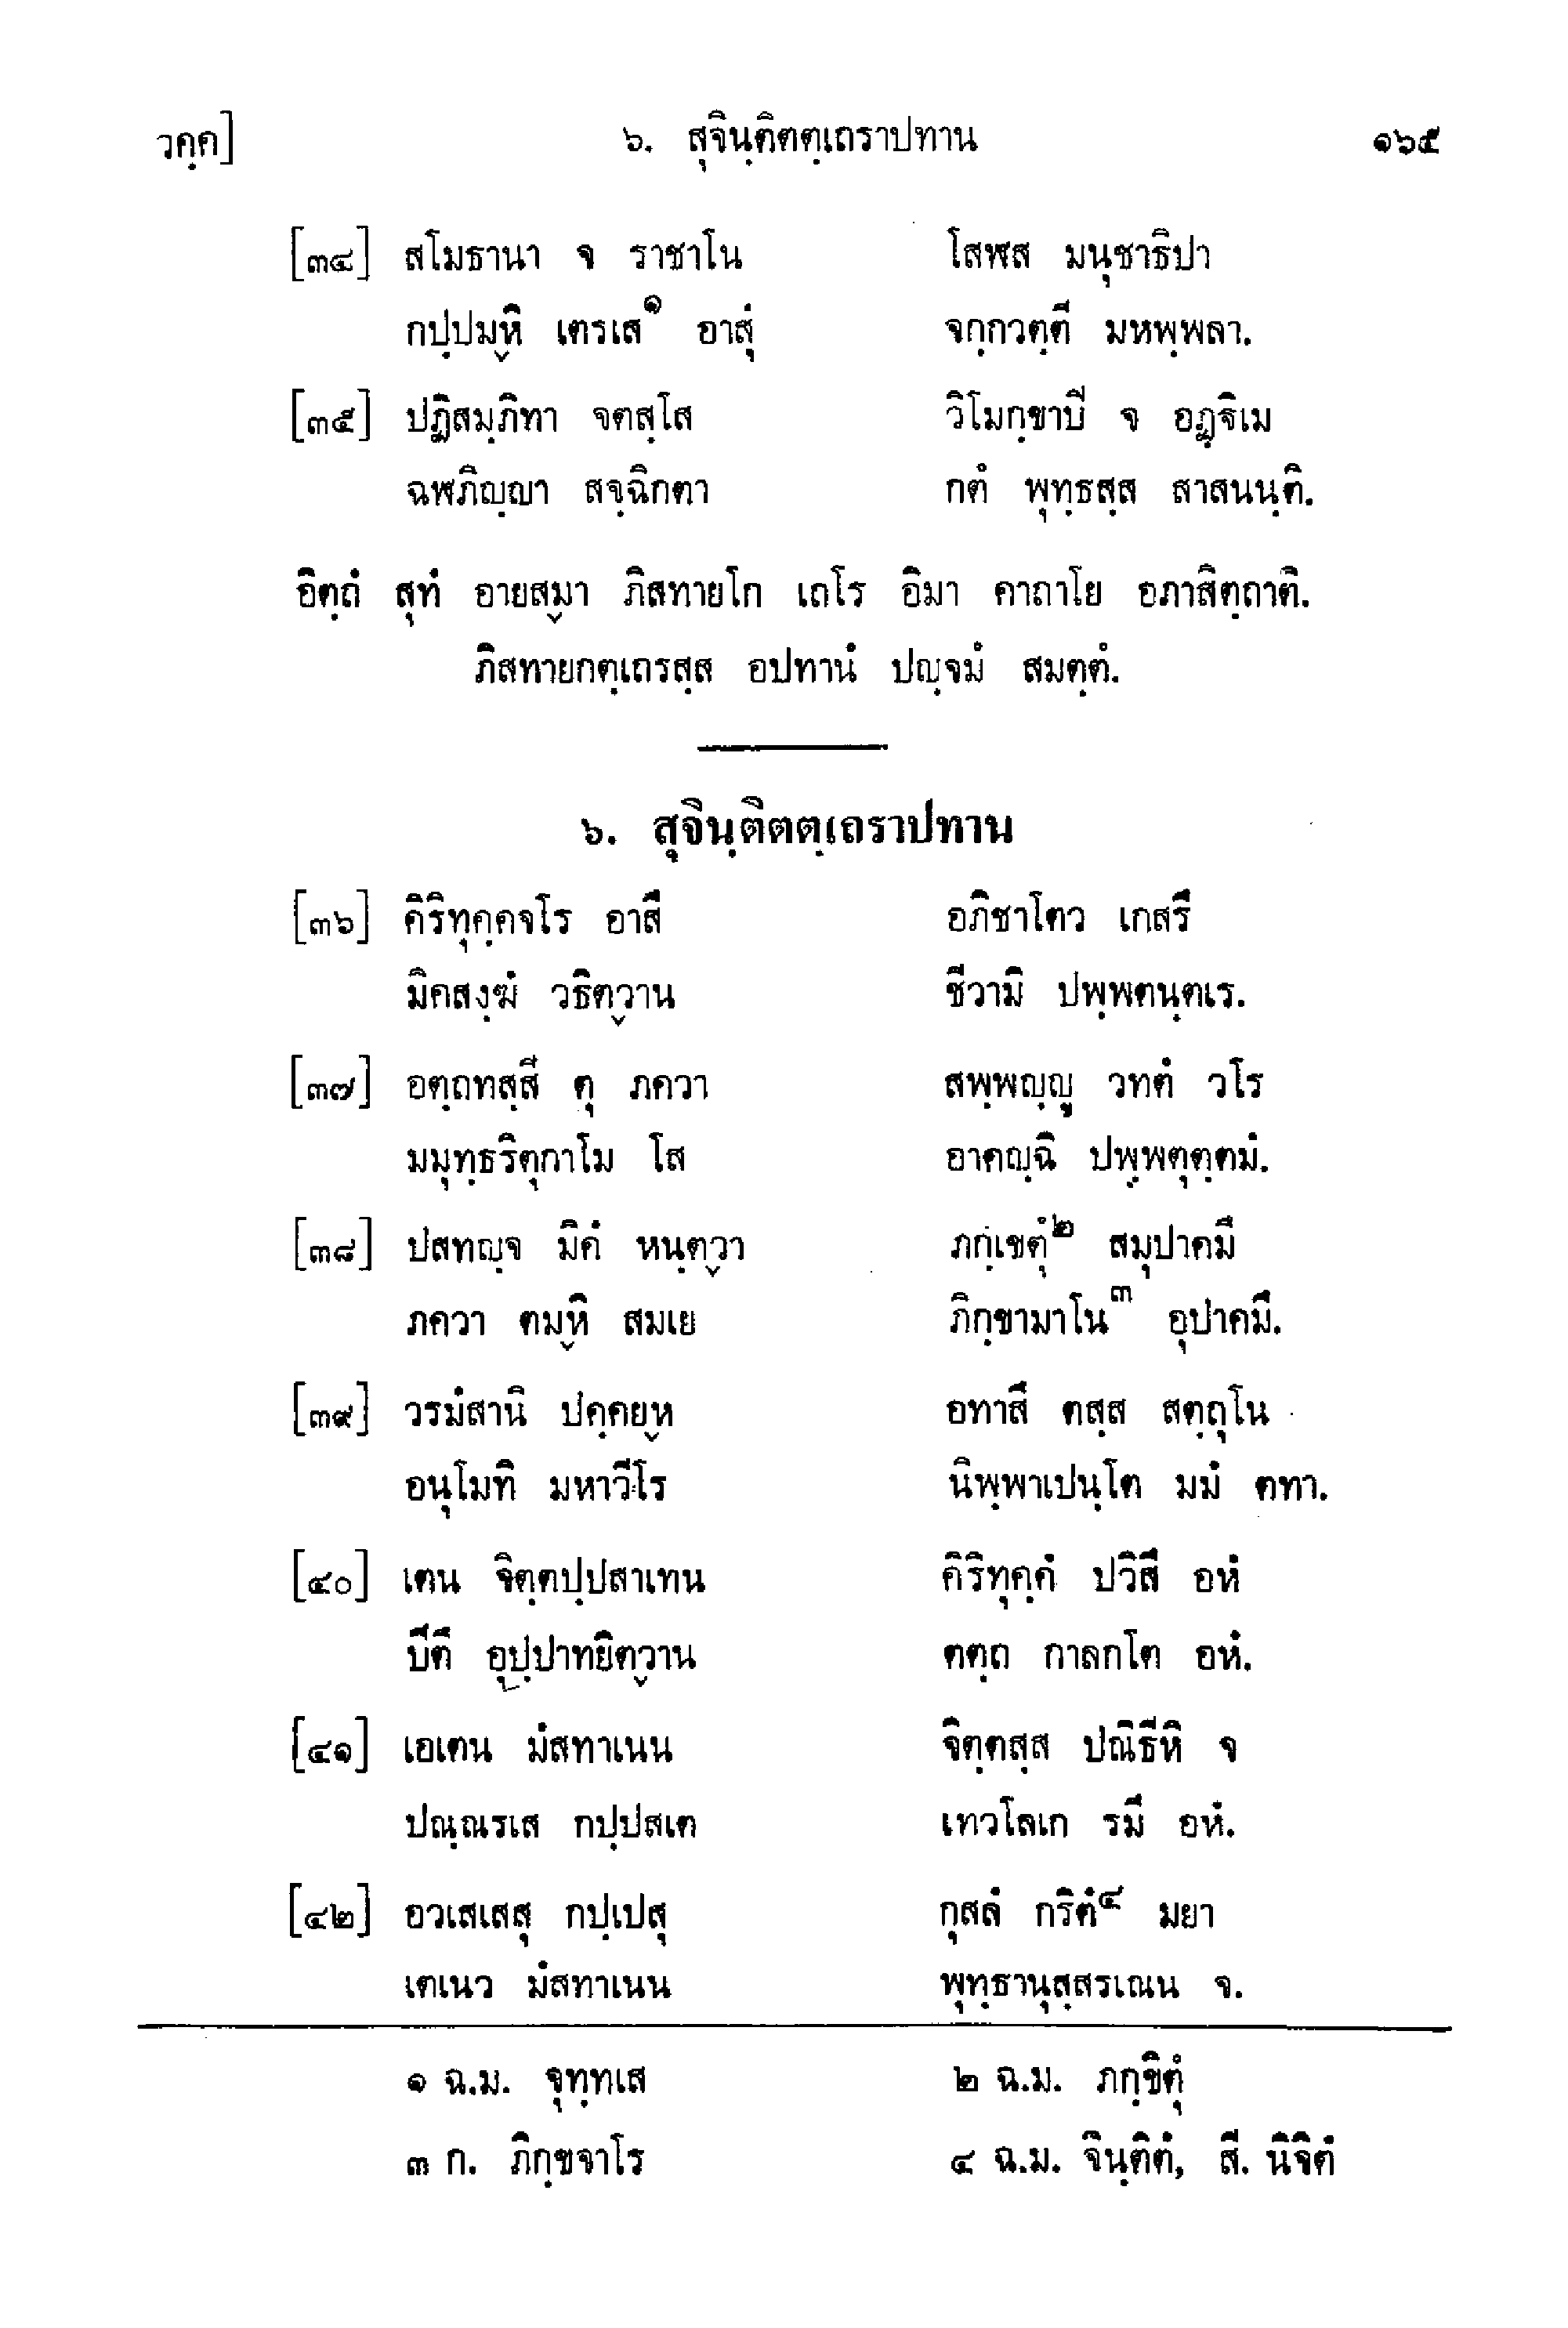 วคฺค] ๖. สุจินฺติตตฺเถราปทาน ๑๖๕
[๓๔] สโมธานา จ ราชาโน โสฬส มนุชาธิปา
กปฺปมฺหิ เตรเส๑ อาสุํ จกฺกวตฺตี มหพฺพลา.
[๓๕] ปฏิสมฺภิทา จตสฺโส วิโมกฺขาปิ จ อฏฺฐิเม
ฉฬภิญฺญา สจฺฉิกตา กตํ พุทฺธสฺส สาสนนฺติ.
อิตฺถํ สุทํ อายสฺมา ภิสทายโก เถโร อิมา คาถาโย อภาสิตฺถาติ.
ภิสทายกตฺเถรสฺส อปทานํ ปญฺจมํ สมตฺตํ.
๖. สุจินฺติตตฺเถราปทาน
[๓๖] คิริทุคฺคจโร อาสึ อภิชาโตว เกสรี
มิคสงฺฆํ วธิตฺวาน ชีวามิ ปพฺพตนฺตเร.
[๓๗] อตฺถทสฺสี ตุ ภควา สพฺพญฺญู วทตํ วโร
มมุทฺธริตุกาโม โส อาคญฺฉิ ปพฺพตุตฺตมํ.
[๓๘] ปสทญฺจ มิคํ หนฺตฺวา ภกฺเขตุํ๒ สมุปาคมึ
ภควา ตมฺหิ สมเย ภิกฺขามาโน๓ อุปาคมึ.
[๓๙] วรมํสานิ ปคฺคยฺห อทาสึ ตสฺส สตฺถุโน
อนุโมทิ มหาวีโร นิพฺพาเปนฺโต มมํ ตทา.
[๔๐] เตน จิตฺตปฺปสาเทน คิริทุคฺคํ ปวิสึ อหํ
ปีตึ อุปฺปาทยิตฺวาน ตตฺถ กาลกโต อหํ.
[๔๑] เอเตน มํสทาเนน จิตฺตสฺส ปณิธีหิ จ
ปณฺณรเส กปฺปสเต เทวโลเก รมึ อหํ.
[๔๒] อวเสเสสุ กปฺเปสุ กุสลํ กริตํ๔ มยา
เตเนว มํสทาเนน พุทฺธานุสฺสรเณน จ.
๑ ฉ.ม. จุทฺทเส ๒ ฉ.ม. ภกฺขิตุํ
๓ ก. ภิกฺขจาโร ๔ ฉ.ม. จินฺติตํ, สี. นิจิตํ